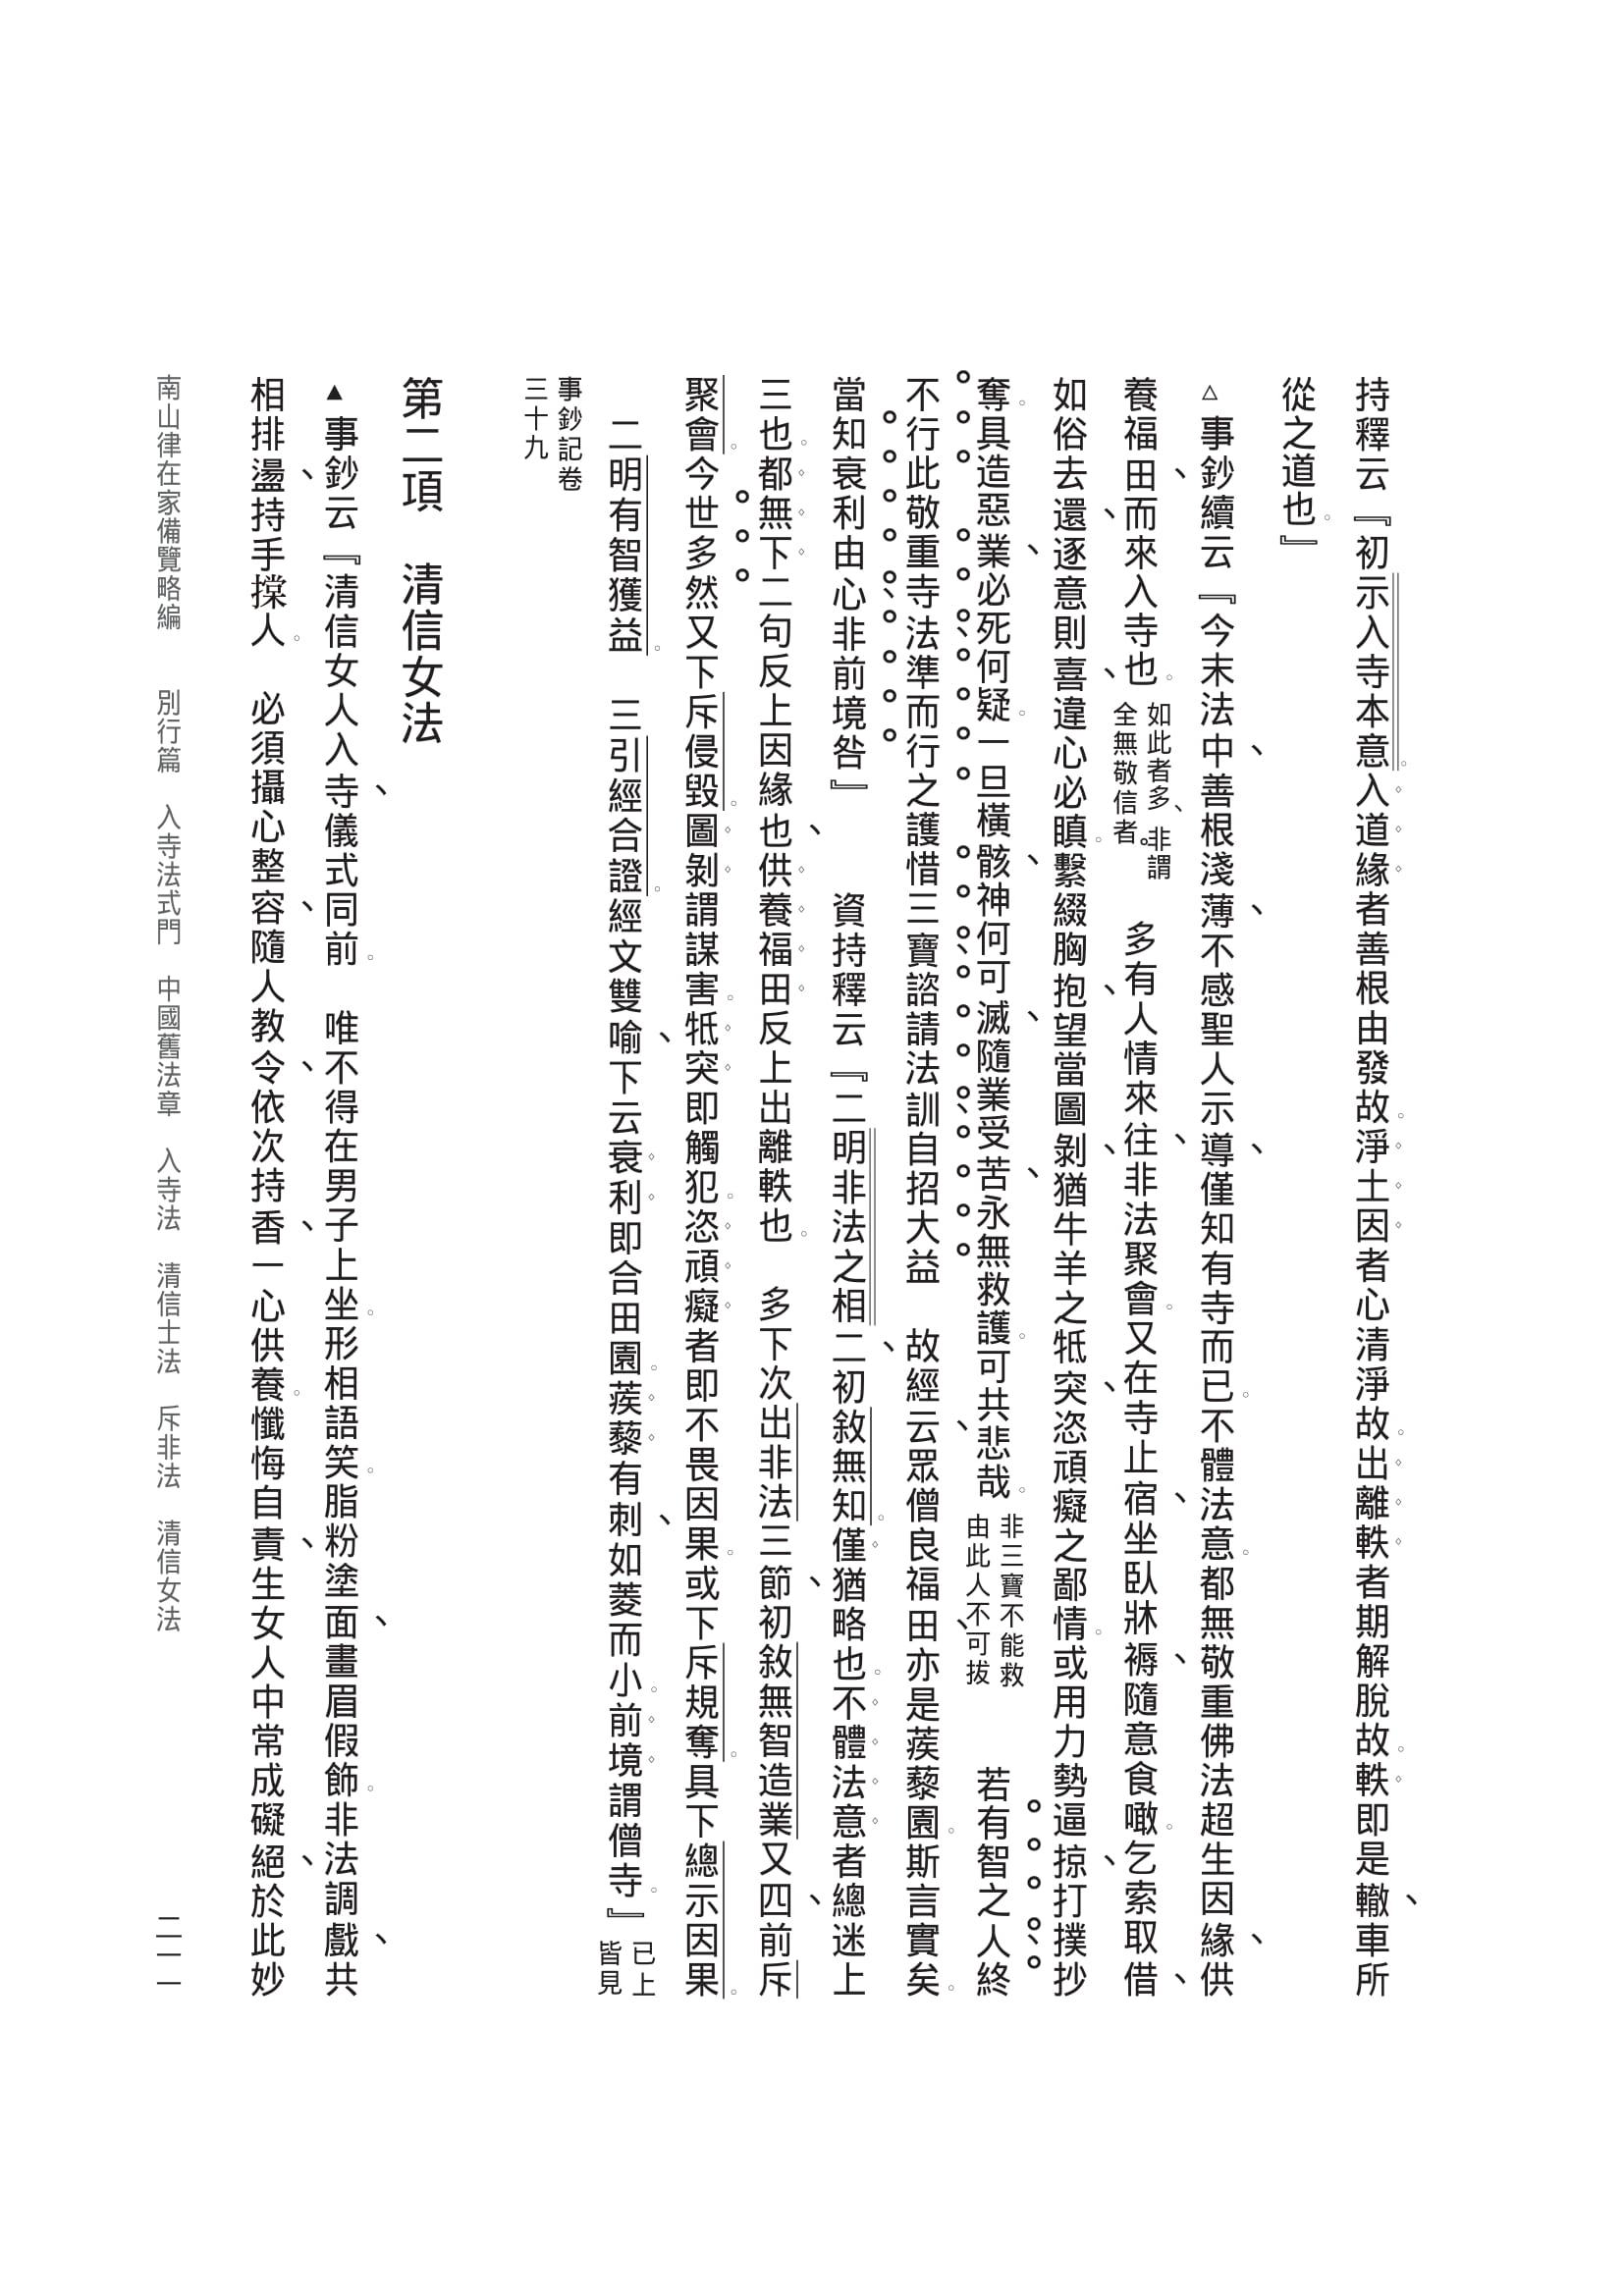 持釋云『初示入寺本意。入道緣者善根由發故。淨土因者心清淨故。出離軼者期解脫故。軼即是轍、車所
從之道也。』
△事鈔續云『今末法中、善根淺薄、不感聖人示導、僅知有寺而已。不體法意。都無敬重佛法超生因緣、供
養福田、而來入寺也。如此者多、非謂全無敬信者。多有人情來往、非法聚會。又在寺止宿、坐臥牀褥、隨意食噉。乞索取借、
如俗去還、逐意則喜、違心必瞋。繫綴胸抱、望當圖剝、猶牛羊之牴突、恣頑癡之鄙情。或用力勢逼掠、打撲抄
奪。具造惡業、必死何疑。一旦橫骸、神何可滅、隨業受苦、永無救護。可共悲哉。非三寶不能救由此人不可拔　若有智之人、終
不行此、敬重寺法、準而行之、護惜三寶、諮請法訓、自招大益　故經云、眾僧良福田、亦是蒺藜園。斯言實矣。
當知衰利由心、非前境咎』　資持釋云『二明非法之相二、初敘無知。僅猶略也。不體法意者總迷上
三也。都無下二句反上因緣也、供養福田反上出離軼也。　多下次出非法三節、初敘無智造業又四、前斥
聚會。今世多然又下斥侵毀。圖剝謂謀害。牴突即觸犯。恣頑癡者即不畏因果。或下斥規奪。具下總示因果。
二明有智獲益。　三引經合證。經文雙喻、下云衰利即合田園。蒺藜有刺、如菱而小。前境謂僧寺。』已上皆見
事鈔記卷三十九
第二項　清信女法
▲事鈔云『清信女人入寺、儀式同前。　唯不得在男子上坐。形相語笑。脂粉塗面、畫眉假飾。非法調戲、共
相排盪、持手摚人。　必須攝心整容、隨人教令、依次持香、一心供養。懺悔自責、生女人中常成礙絕、於此妙
南山律在家備覽略編　別行篇　入寺法式門　中國舊法章　入寺法　清信士法　斥非法　清信女法
二一一